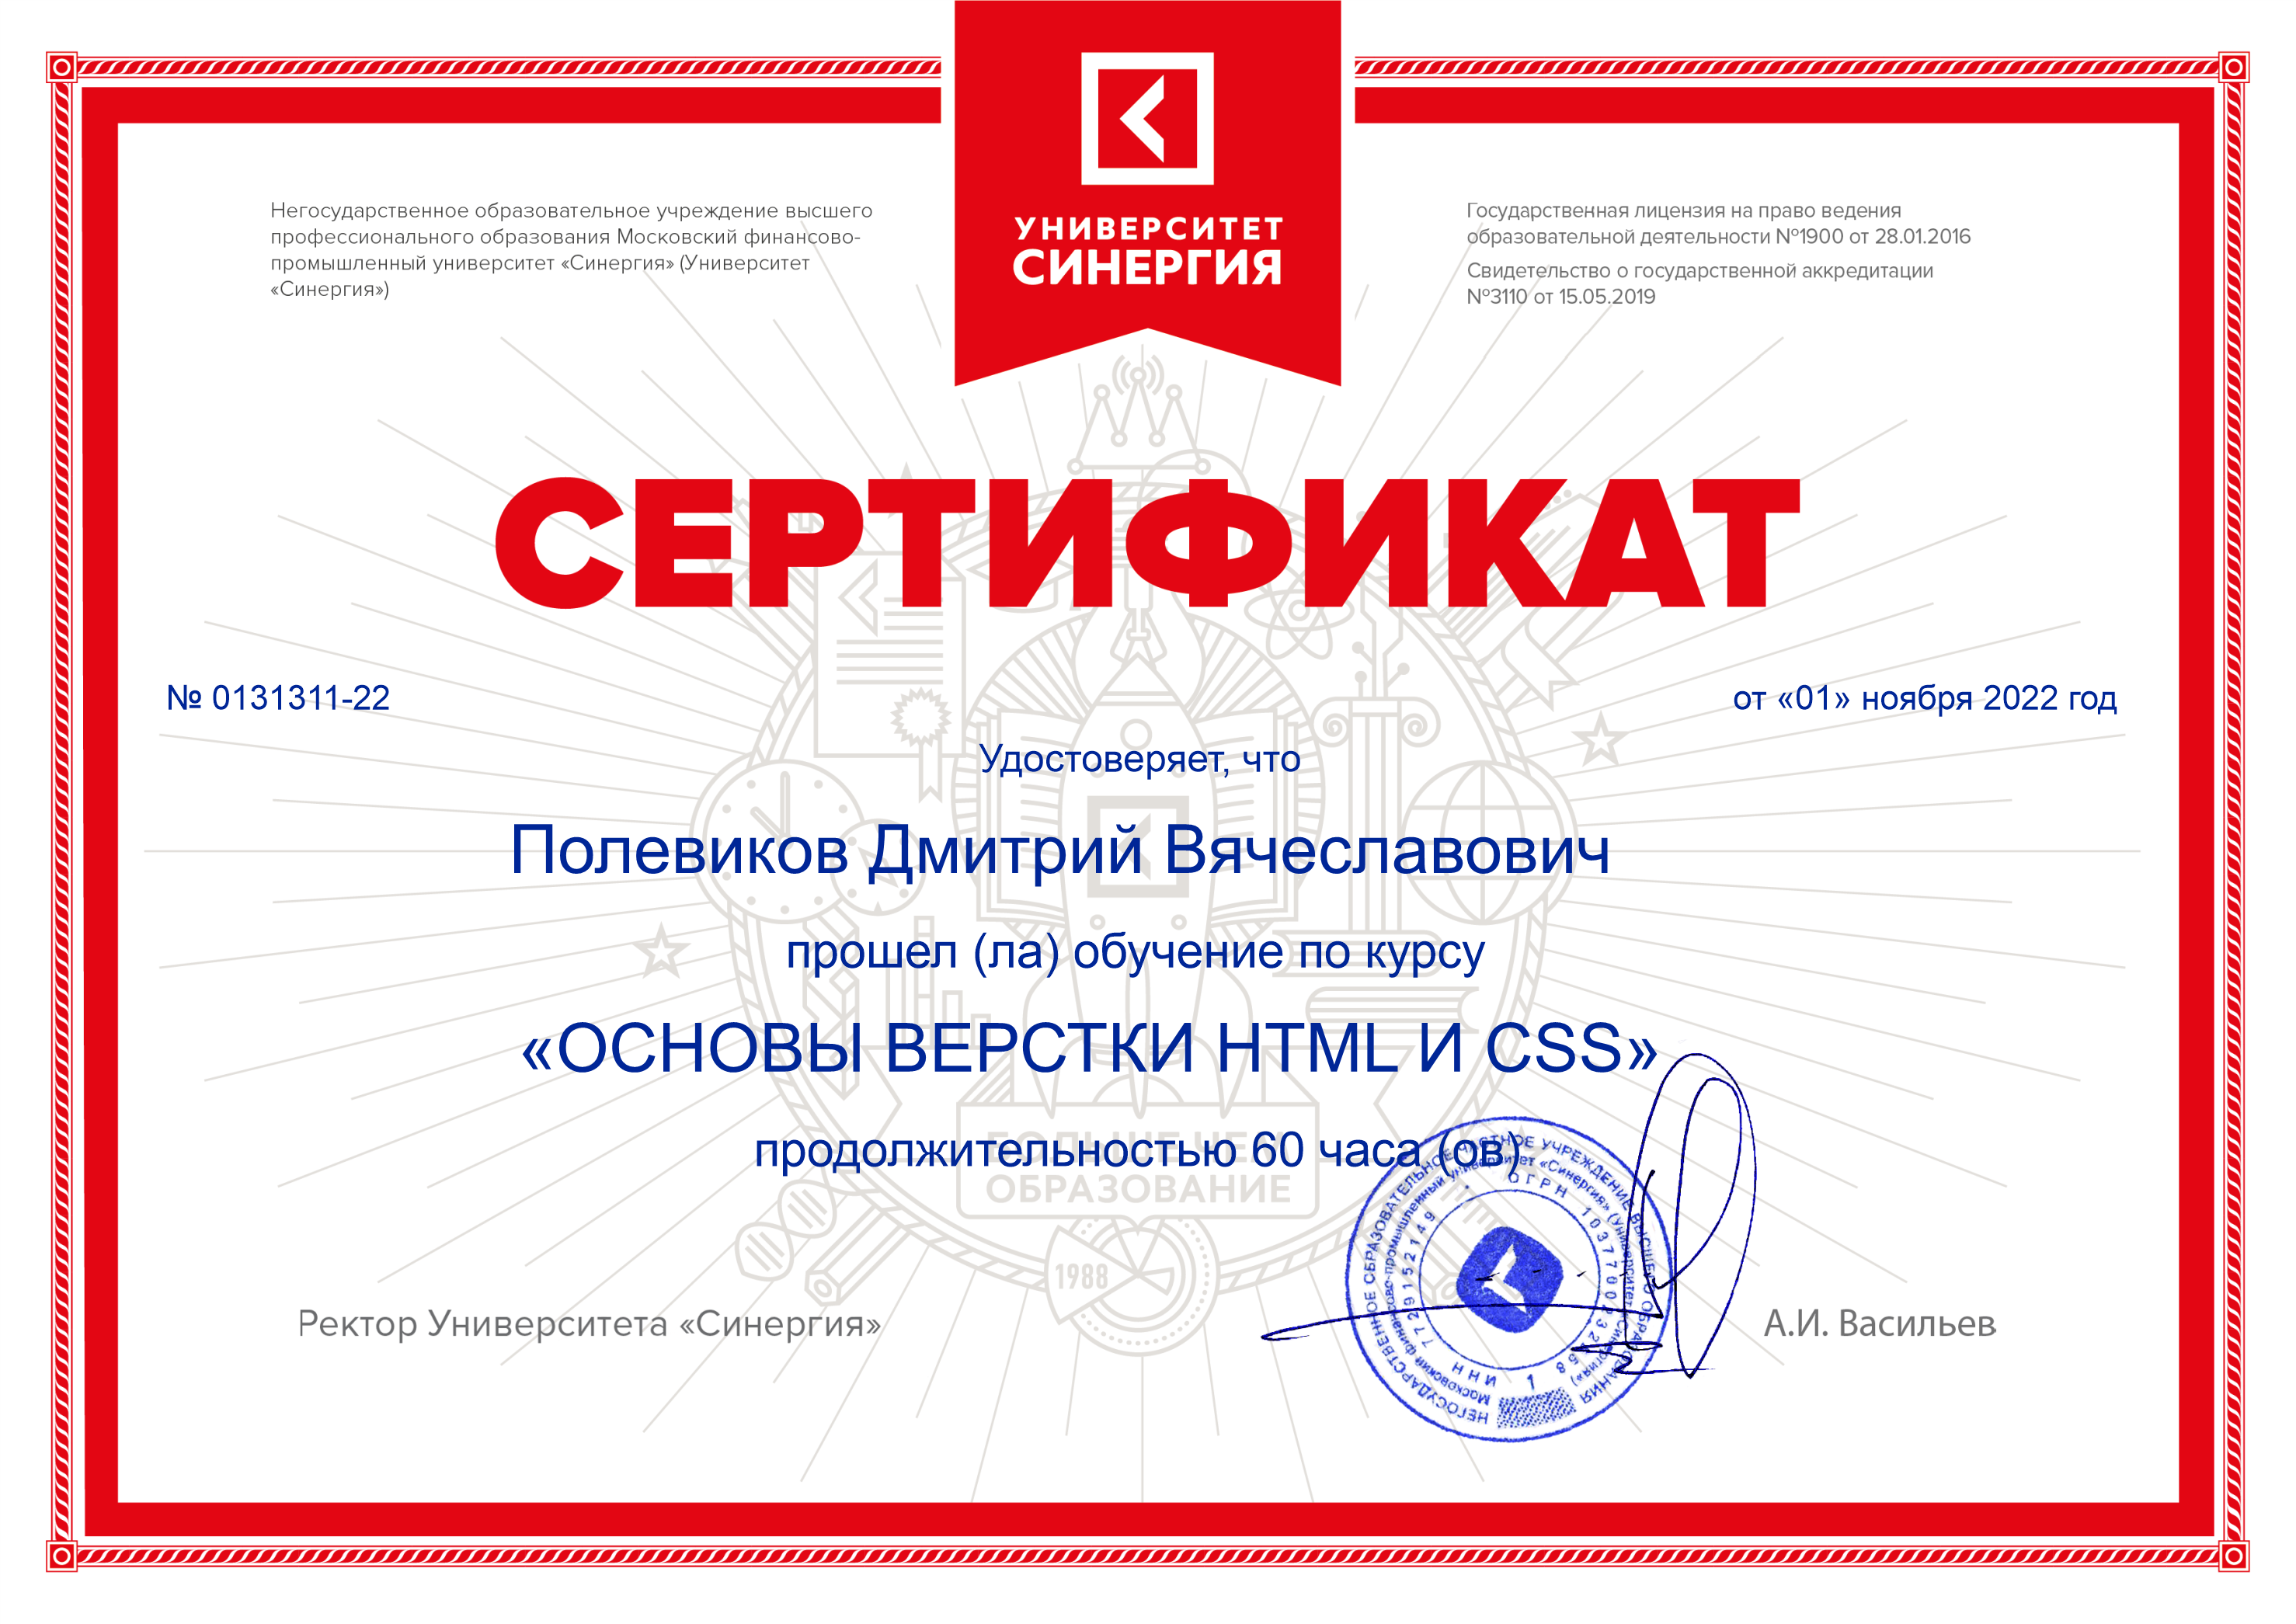 УНИВЕРСИТЕТ
СИНЕРГИЯ
Негосударственное образовательное учреждение высшего
профессионального образования Московский финансово-
промышленный университет «Синергия» (Университет
«Синергия»)
Государственная лицензия на право ведения
образовательной деятельности №1900 от 28.01.2016
Свидетельство о государственной аккредитации
№3110 от 15.05.2019
СЕРТИФИКАТ
№ 0131311-22
от «01» ноября 2022 год
Удостоверяет, что
Полевиков Дмитрий Вячеславович
прошел (ла) обучение по курсу
«ОСНОВЫ ВЕРСТКИ HTML И CSS»
продолжительностью 60 часа (ов)
БОЛЬШЕ ЧЕМ
ОБРАЗОВАНИЕ
1988
Ректор Университета «Синергия»
А.И. Васильев
НЕГОСУДАРСТВЕННОЕ ОБРАЗОВАТЕЛЬНОЕ ЧАСТНОЕ УЧРЕЖДЕНИЕ ВЫСШЕГО ОБРАЗОВАНИЯ
Московский финансово-промышленный университет «Синергия» (Университет «Синергия»)
ИНН 7729152149
ОГРН
1